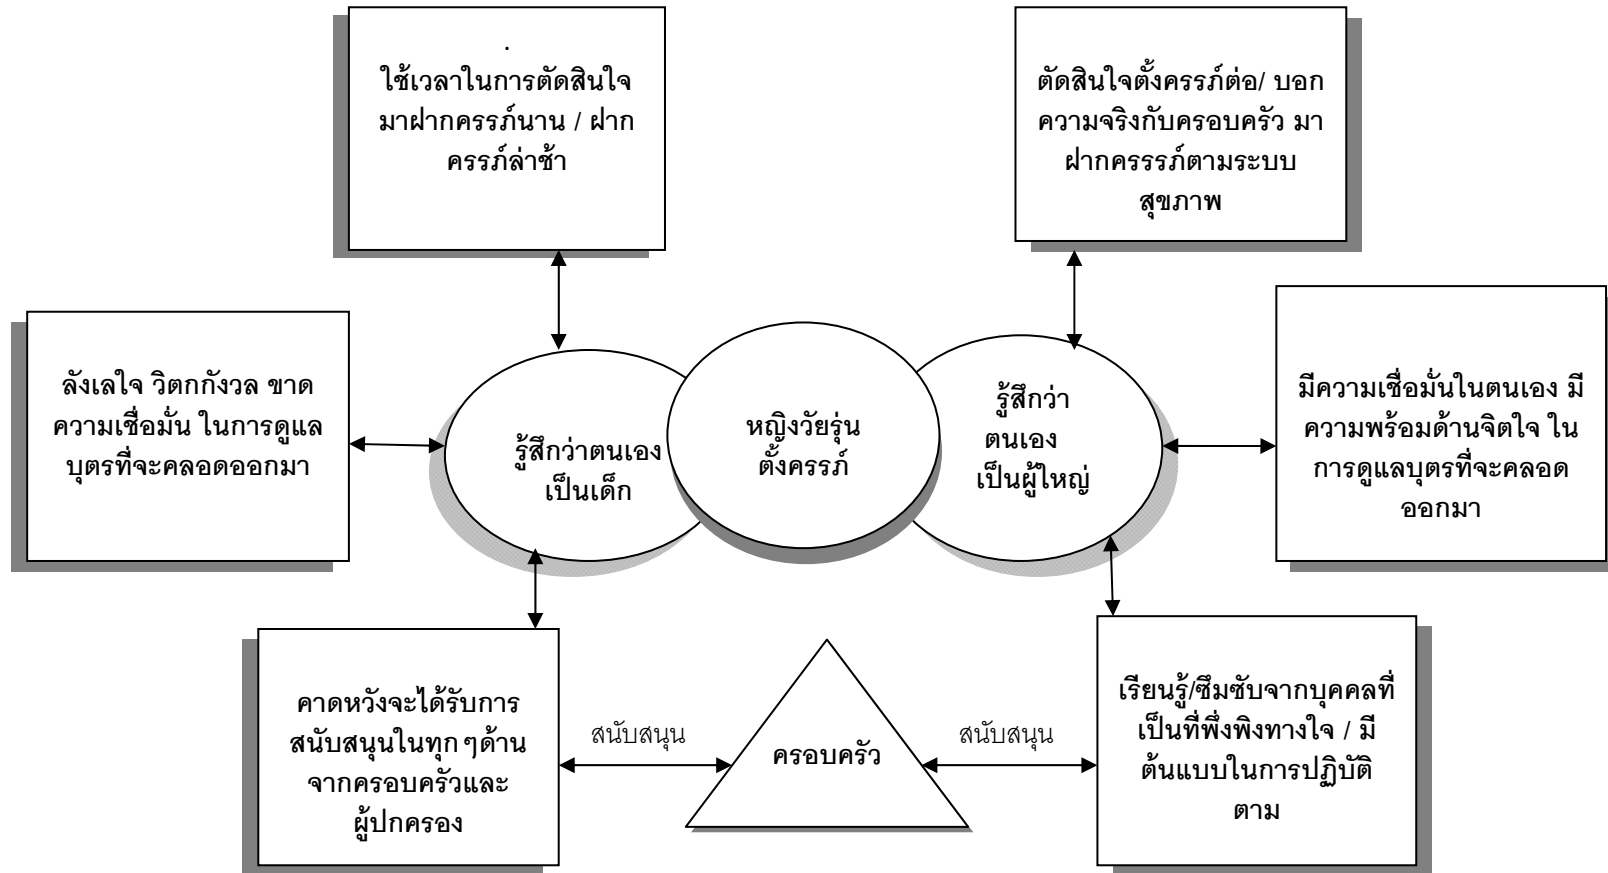 .
ใช้เวลาในการตัดสินใจ
มาฝากครรภ์นาน / ฝาก
ครรภ์ล่าช้า
ตัดสินใจตั้งครรภ์ต่อ/ บอก
ความจริงกับครอบครัว มา
ฝากครรรภ์ตามระบบ
สุขภาพ
ลังเลใจ วิตกกังวล ขาด
ความเชื่อมั่น ในการดูแล
บุตรที่จะคลอดออกมา
รู้สึกว่าตนเอง
เป็นเด็ก
หญิงวัยรุ่น
ตั้งครรภ์
รู้สึกว่า
ตนเอง
เป็นผู้ใหญ่
มีความเชื่อมั่นในตนเอง มี
ความพร้อมด้านจิตใจ ใน
การดูแลบุตรที่จะคลอด
ออกมา
คาดหวังจะได้รับการ
สนับสนุนในทุก ๆด้าน
จากครอบครัวและ
ผู้ปกครอง
สนับสนุน
ครอบครัว
สนับสนุน
เรียนรู้/ซึมซับจากบุคคลที่
เป็นที่พึ่งพิงทางใจ / มี
ต้นแบบในการปฏิบัติ
ตาม